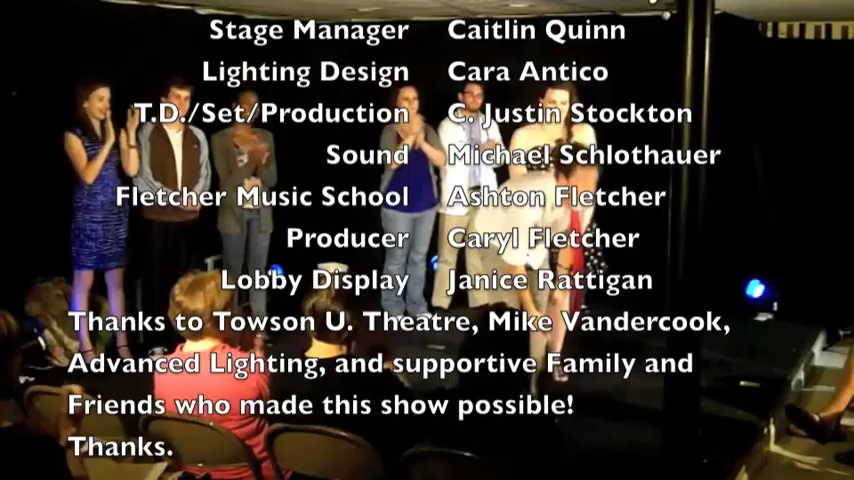 Stage Manager Caitlin Quinn
Lighting Design Cara Antico
T.D./Set/Production C. Justin Stockton
Sound Michael Schlothauer
Fletcher Music School Ashton Fletcher
Producer Caryl Fletcher
Lobby Display Janice Rattigan
Thanks to Towson U. Theatre, Mike Vandercook,
Advanced Lighting, and supportive Family and
Friends who made this show possible!
Thanks.